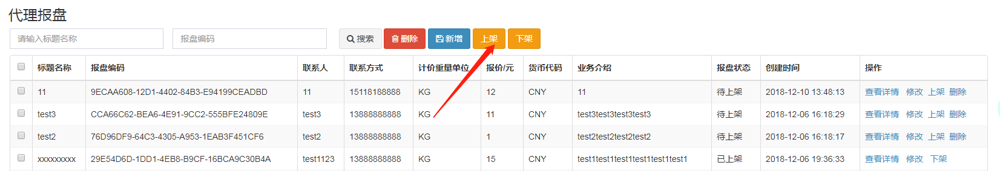 代理报盘
请输入标题名称 报盘编码 搜索 删除 新增 上架 下架
标题名称 报盘编码 联系人 联系方式 计价重量单位 报价/元 货币代码 业务介绍 报盘状态 创建时间 操作
11 9ECAA608-12D1-4402-84B3-E94199CEADBD 11 15118188888 KG 12 CNY 11 待上架 2018-12-10 13:48:13 查看详情 修改 上架 删除
test3 CCA66C62-BEA6-4E91-9CC2-555BFE24809E test3 13888888888 KG 11 CNY test3test3test3test3 待上架 2018-12-06 16:18:29 查看详情 修改 上架 删除
test2 76D96DF9-64C3-4305-A953-1EAB3F451CF6 test2 13888888888 KG 1 CNY test2test2test2test2 待上架 2018-12-06 16:18:17 查看详情 修改 上架 删除
xxxxxxxxx 29E54D6D-1DD1-4EB8-B9CF-16BCA9C30B4A test1123 13888888888 KG 15 CNY test1test1test1test1test1test1 已上架 2018-12-06 19:36:33 查看详情 修改 下架